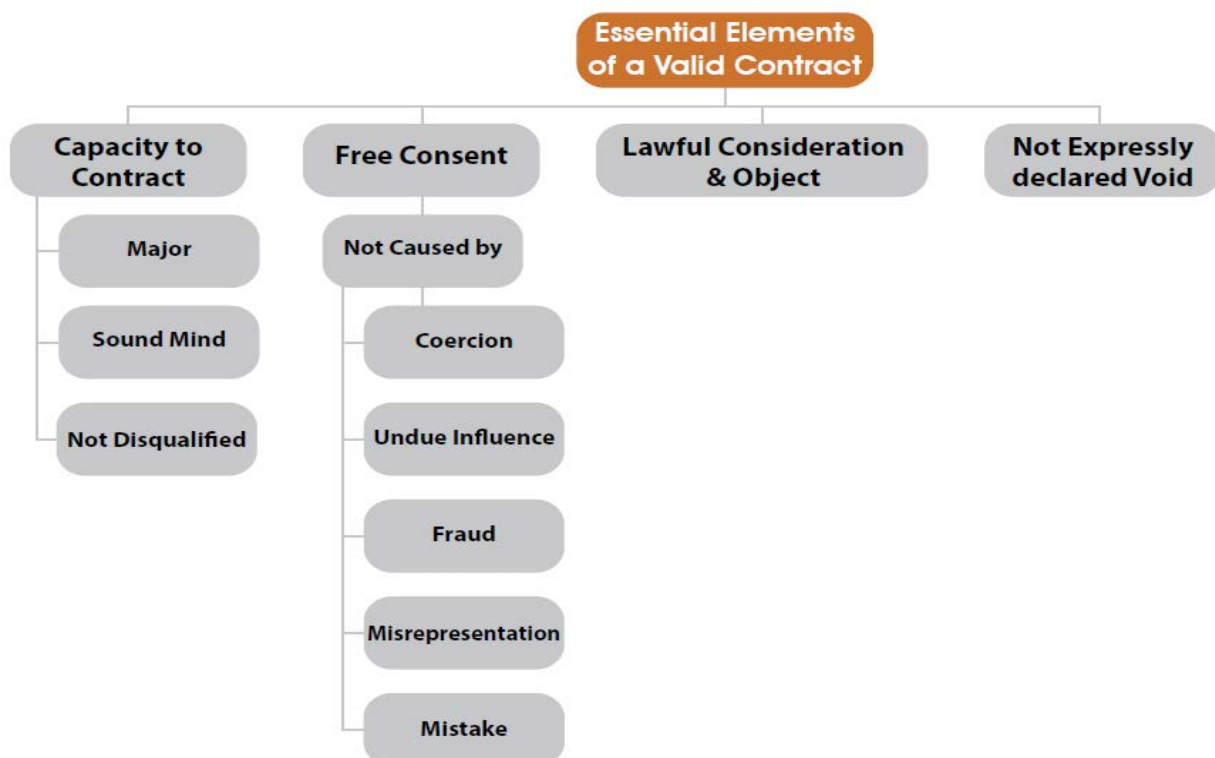 Essential Elements
of a Valid Contract
Capacity to
Contract
Free Consent
Lawful Consideration
& Object
Not Expressly
declared Void
Major
Sound Mind
Not Disqualified
Not Caused by
Coercion
Undue Influence
Fraud
Misrepresentation
Mistake